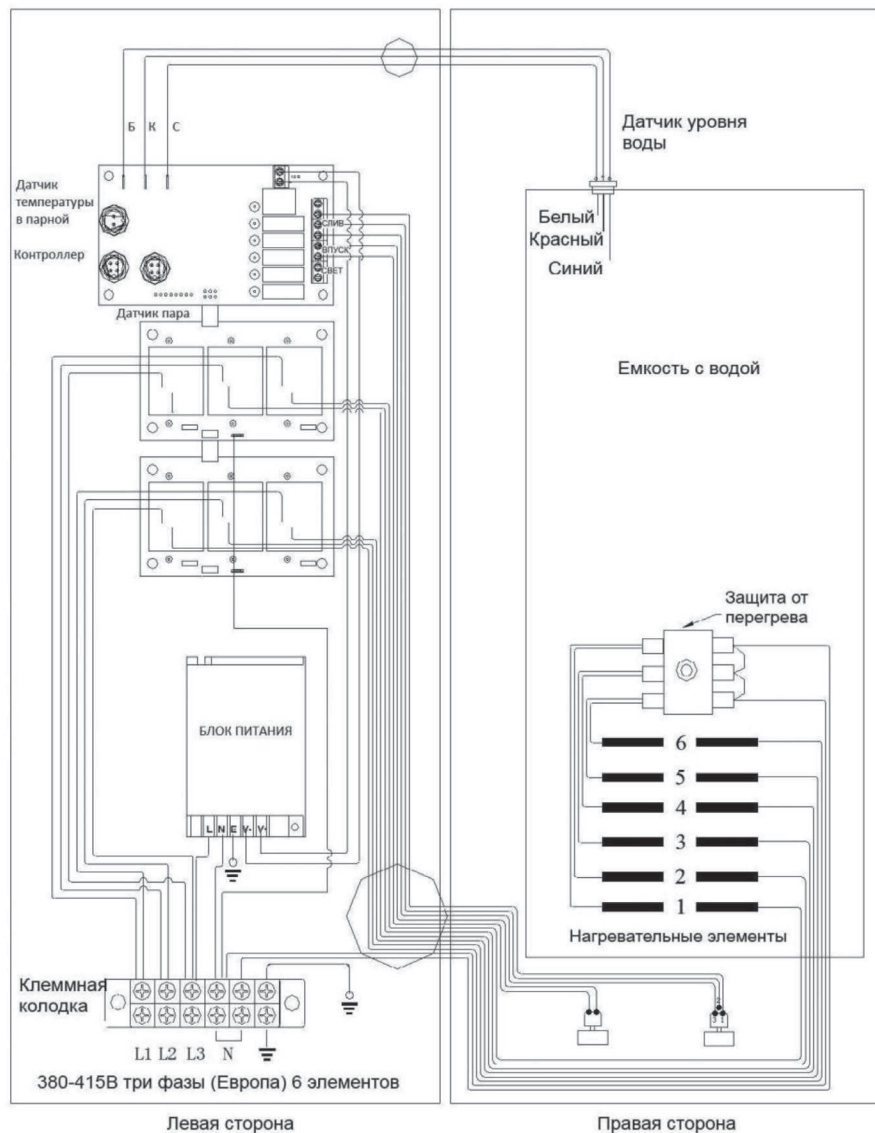 Б К С
Датчик уровня
воды
Датчик
температуры
в парной
Контроллер
СЛИВ
ВПУСК
СВЕТ
Датчик пара
Белый
Красный
Синий
Емкость с водой
Защита от
перегрева
БЛОК ПИТАНИЯ
L N E V- V+
6
5
4
3
2
1
Нагревательные элементы
Клеммная
колодка
L1 L2 L3 N
380-415В три фазы (Европа) 6 элементов
Левая сторона
Правая сторона